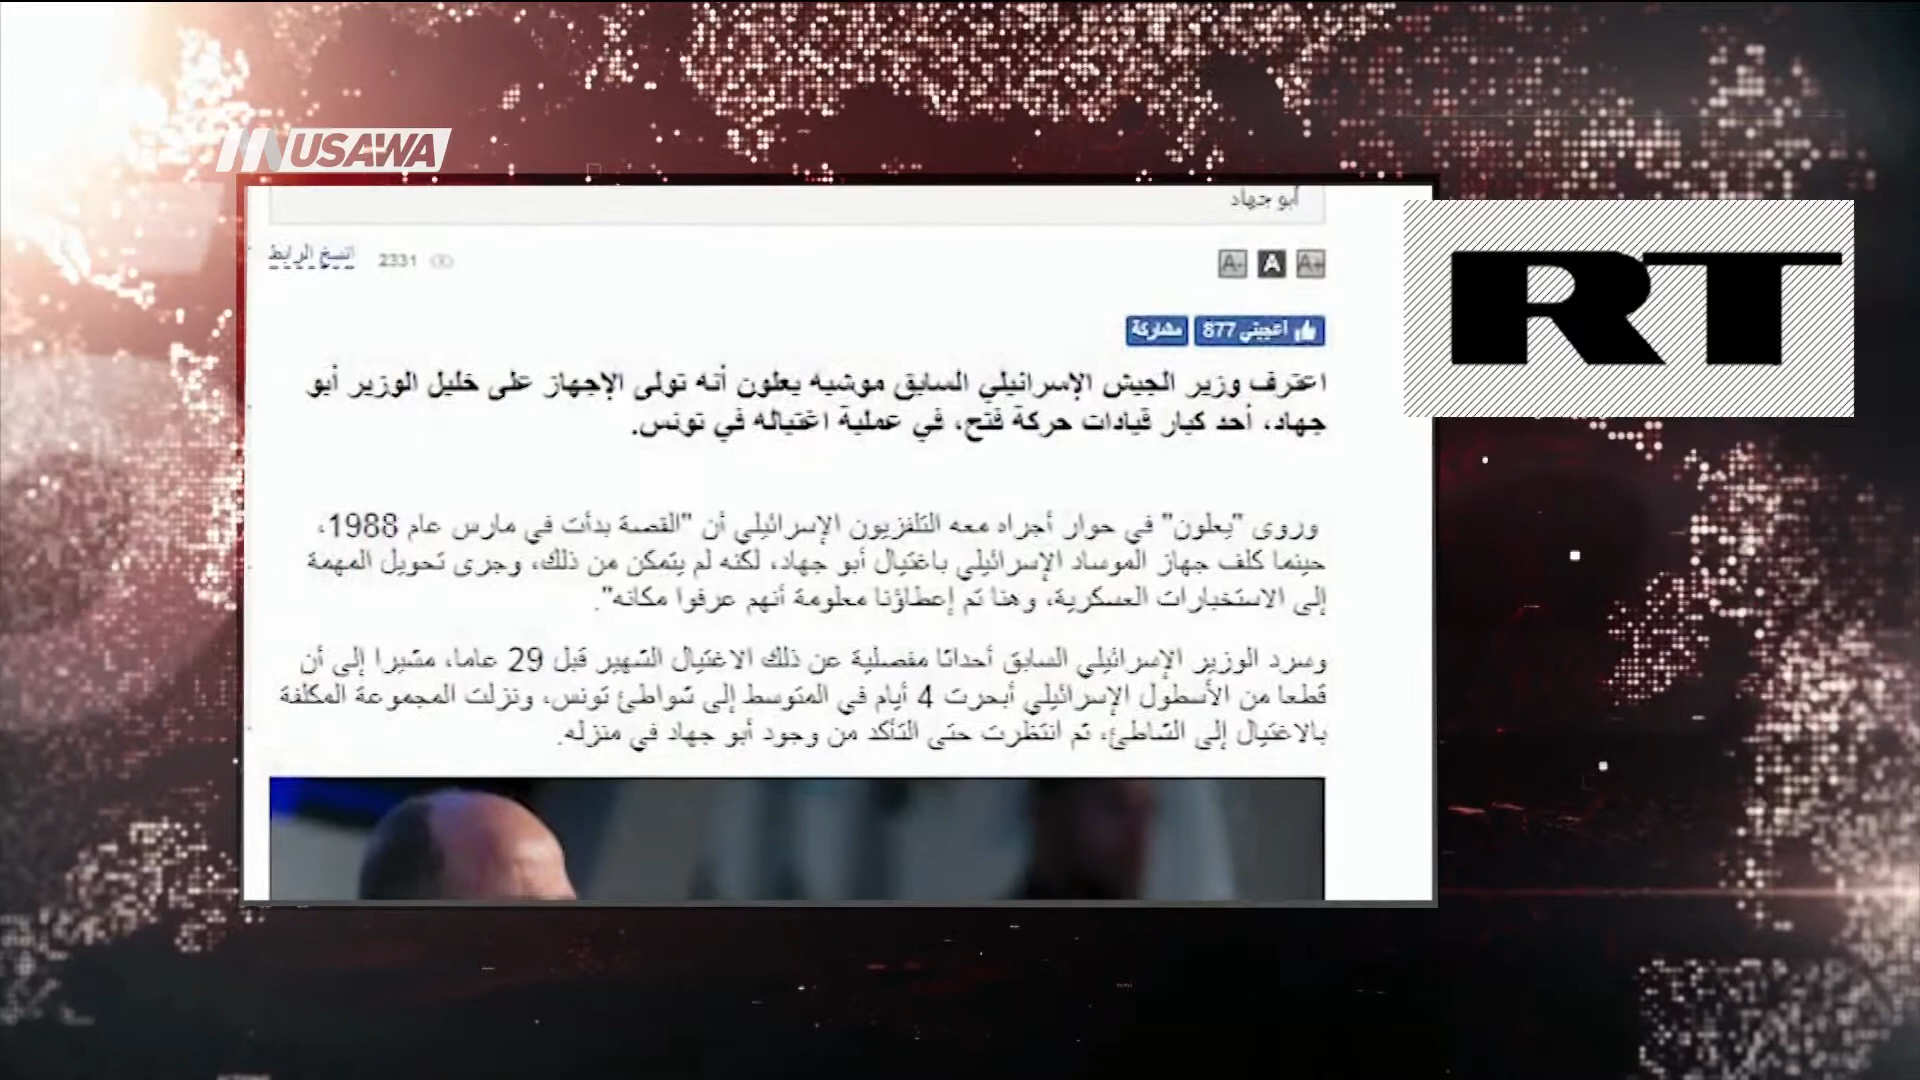 MUSAWA
أبو جهاد
A+ A A-
2331 انسخ الرابط
RT
أعجبني 877 مشاركة
اعترف وزير الجيش الإسرائيلي السابق موشيه يعلون أنه تولى الإجهاز على خليل الوزير أبو
جهاد، أحد كبار قيادات حركة فتح، في عملية اغتياله في تونس.
وروى "يعلون" في حوار أجراه معه التلفزيون الإسرائيلي أن "القصة بدأت في مارس عام 1988،
حينما كلف جهاز الموساد الإسرائيلي باغتيال أبو جهاد، لكنه لم يتمكن من ذلك، وجرى تحويل المهمة
إلى الاستخبارات العسكرية، وهنا تم إعطاؤنا معلومة أنهم عرفوا مكانه".
وسرد الوزير الإسرائيلي السابق أحداثا مفصلية عن ذلك الاغتيال الشهير قبل 29 عاما، مشيرا إلى أن
قطعا من الأسطول الإسرائيلي أبحرت 4 أيام في المتوسط إلى شواطئ تونس، ونزلت المجموعة المكلفة
بالاغتيال إلى الشاطئ، ثم انتظرت حتى التأكد من وجود أبو جهاد في منزله.